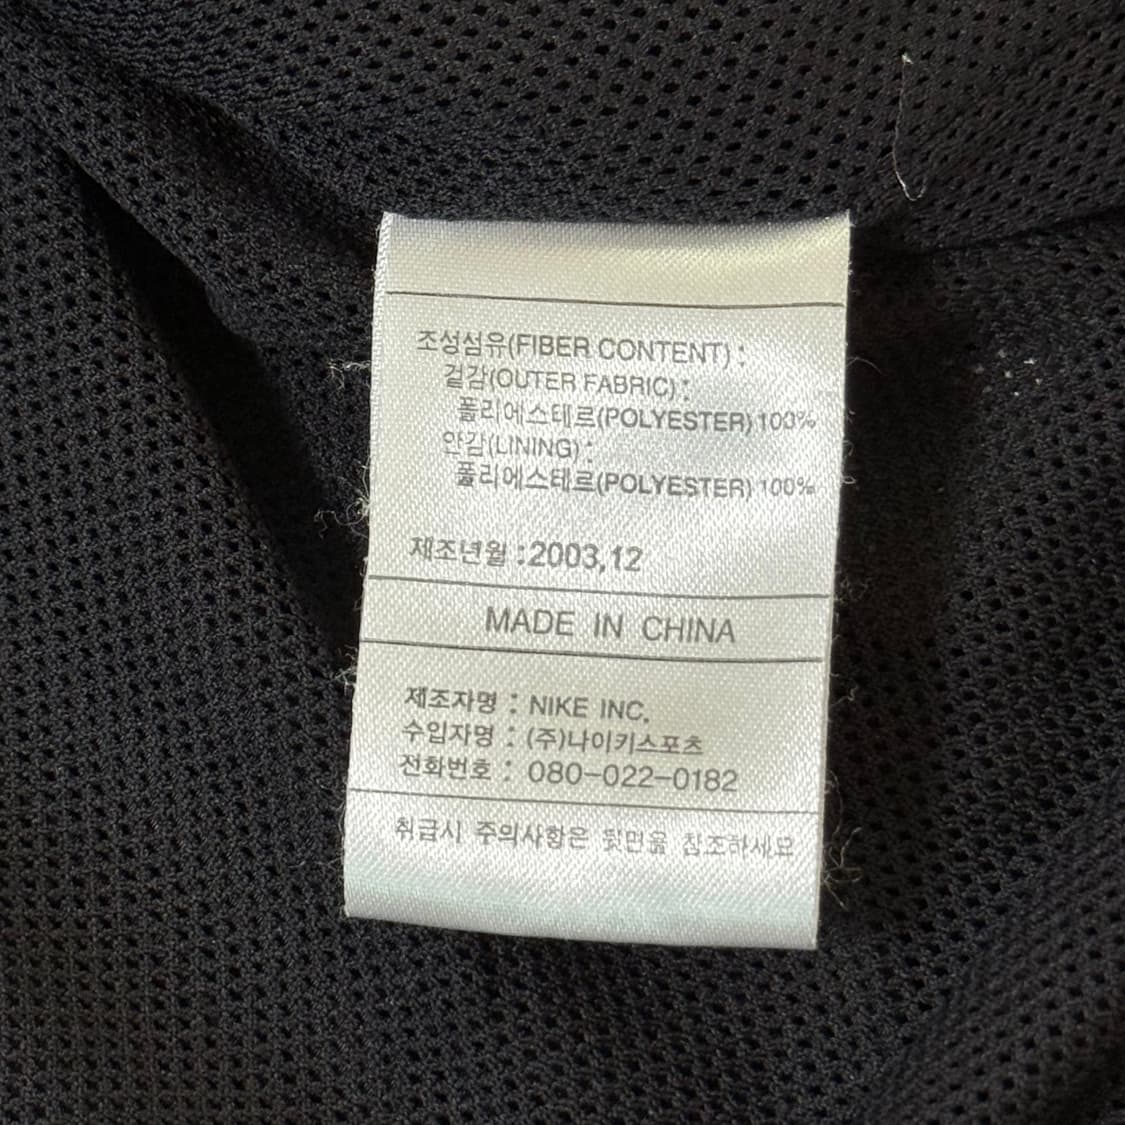 조성섬유(FIBER CONTENT) :
겉감(OUTER FABRIC) :
폴리에스테르(POLYESTER) 100%
안감(LINING) :
폴리에스테르(POLYESTER) 100%
제조년월 : 2003.12
MADE IN CHINA
제조자명 : NIKE INC.
수입자명 : (주)나이키스포츠
전화번호 : 080-022-0182
취급시 주의사항은 뒷면을 참조하세요